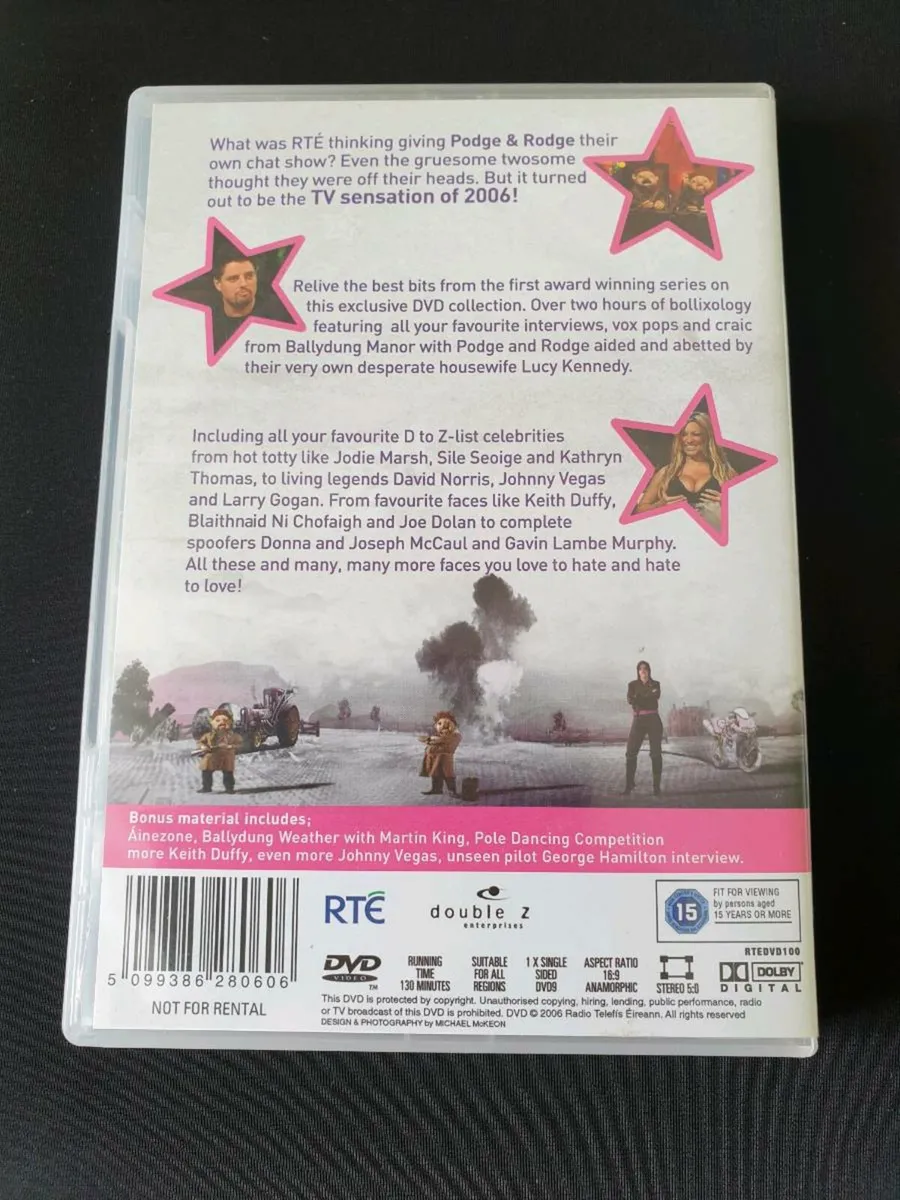 What was RTÉ thinking giving Podge & Rodge their
own chat show? Even the gruesome twosome
thought they were off their heads. But it turned
out to be the TV sensation of 2006!
Relive the best bits from the first award winning series on
this exclusive DVD collection. Over two hours of bollixology
featuring all your favourite interviews, vox pops and craic
from Ballydung Manor with Podge and Rodge aided and abetted by
their very own desperate housewife Lucy Kennedy.
Including all your favourite D to Z-list celebrities
from hot totty like Jodie Marsh, Sile Seoige and Kathryn
Thomas, to living legends David Norris, Johnny Vegas
and Larry Gogan. From favourite faces like Keith Duffy,
Blaithnaid Ni Chofaigh and Joe Dolan to complete
spoofers Donna and Joseph McCaul and Gavin Lambe Murphy.
All these and many, many more faces you love to hate and hate
to love!
Bonus material includes;
Áinezone, Ballydung Weather with Martin King, Pole Dancing Competition
more Keith Duffy, even more Johnny Vegas, unseen pilot George Hamilton interview.
5 099386 280606
NOT FOR RENTAL
RTÉ
double z
enterprises
15
FIT FOR VIEWING
by persons aged
15 YEARS OR MORE
RTEDVD100
DVD
VIDEO
TM
RUNNING
TIME
130 MINUTES
SUITABLE
FOR ALL
REGIONS
1 X SINGLE
SIDED
DVD9
ASPECT RATIO
16:9
ANAMORPHIC
STEREO 5:0
DOLBY
DIGITAL
This DVD is protected by copyright. Unauthorised copying, hiring, lending, public performance, radio
or TV broadcast of this DVD is prohibited. DVD © 2006 Radio Telefís Éireann. All rights reserved
DESIGN & PHOTOGRAPHY by MICHAEL McKEON